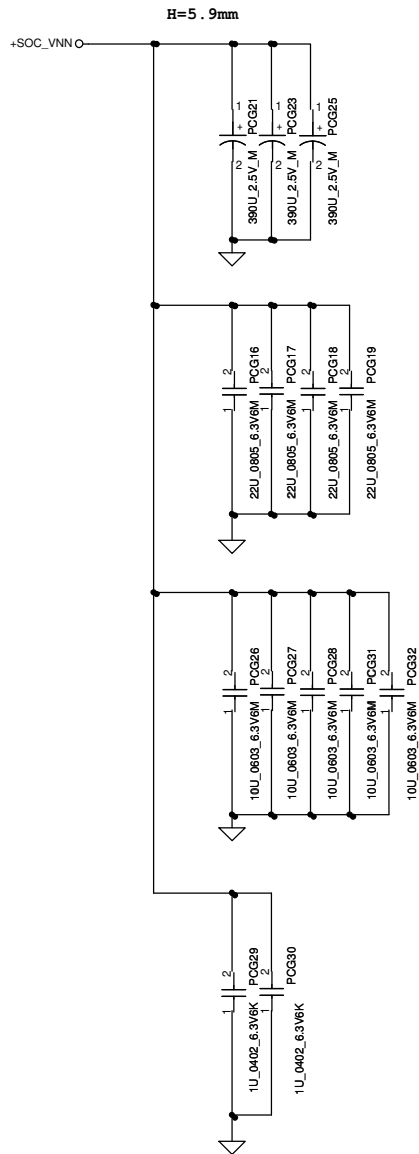 H=5.9mm
+SOC_VNN
1
+
2
PCG21
390U_2.5V_M
1
+
2
PCG23
390U_2.5V_M
1
+
2
PCG25
390U_2.5V_M
2
1
PCG16
22U_0805_6.3V6M
2
1
PCG17
22U_0805_6.3V6M
2
1
PCG18
22U_0805_6.3V6M
2
1
PCG19
22U_0805_6.3V6M
2
1
PCG26
10U_0603_6.3V6M
2
1
PCG27
10U_0603_6.3V6M
2
1
PCG28
10U_0603_6.3V6M
2
1
PCG31
10U_0603_6.3V6M
2
1
PCG32
10U_0603_6.3V6M
2
1
PCG29
1U_0402_6.3V6K
2
1
PCG30
1U_0402_6.3V6K